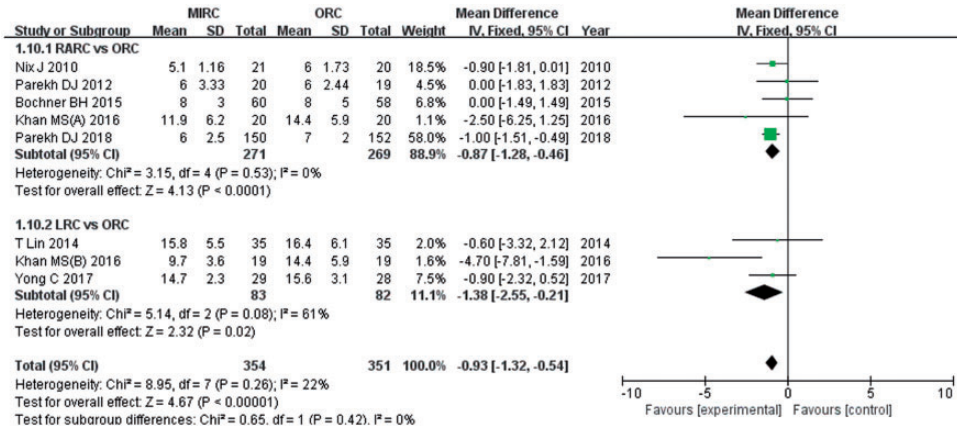 MIRC ORC Mean Difference Mean Difference
Study or Subgroup Mean SD Total Mean SD Total Weight IV, Fixed, 95% CI Year IV, Fixed, 95% CI
1.10.1 RARC vs ORC
Nix J 2010 5.1 1.16 21 6 1.73 20 18.5% -0.90 [-1.81, 0.01] 2010
Parekh DJ 2012 6 3.33 20 6 2.44 19 4.5% 0.00 [-1.83, 1.83] 2012
Bochner BH 2015 8 3 60 8 5 58 6.8% 0.00 [-1.49, 1.49] 2015
Khan MS(A) 2016 11.9 6.2 20 14.4 5.9 20 1.1% -2.50 [-6.25, 1.25] 2016
Parekh DJ 2018 6 2.5 150 7 2 152 58.0% -1.00 [-1.51, -0.49] 2018
Subtotal (95% CI) 271 269 88.9% -0.87 [-1.28, -0.46]
Heterogeneity: Chi² = 3.15, df = 4 (P = 0.53); I² = 0%
Test for overall effect: Z = 4.13 (P < 0.0001)
1.10.2 LRC vs ORC
T Lin 2014 15.8 5.5 35 16.4 6.1 35 2.0% -0.60 [-3.32, 2.12] 2014
Khan MS(B) 2016 9.7 3.6 19 14.4 5.9 19 1.6% -4.70 [-7.81, -1.59] 2016
Yong C 2017 14.7 2.3 29 15.6 3.1 28 7.5% -0.90 [-2.32, 0.52] 2017
Subtotal (95% CI) 83 82 11.1% -1.38 [-2.55, -0.21]
Heterogeneity: Chi² = 5.14, df = 2 (P = 0.08); I² = 61%
Test for overall effect: Z = 2.32 (P = 0.02)
Total (95% CI) 354 351 100.0% -0.93 [-1.32, -0.54]
Heterogeneity: Chi² = 8.95, df = 7 (P = 0.26); I² = 22%
Test for overall effect: Z = 4.67 (P < 0.00001)
Test for subgroup differences: Chi² = 0.65, df = 1 (P = 0.42), I² = 0%
-10 -5 0 5 10
Favours [experimental] Favours [control]